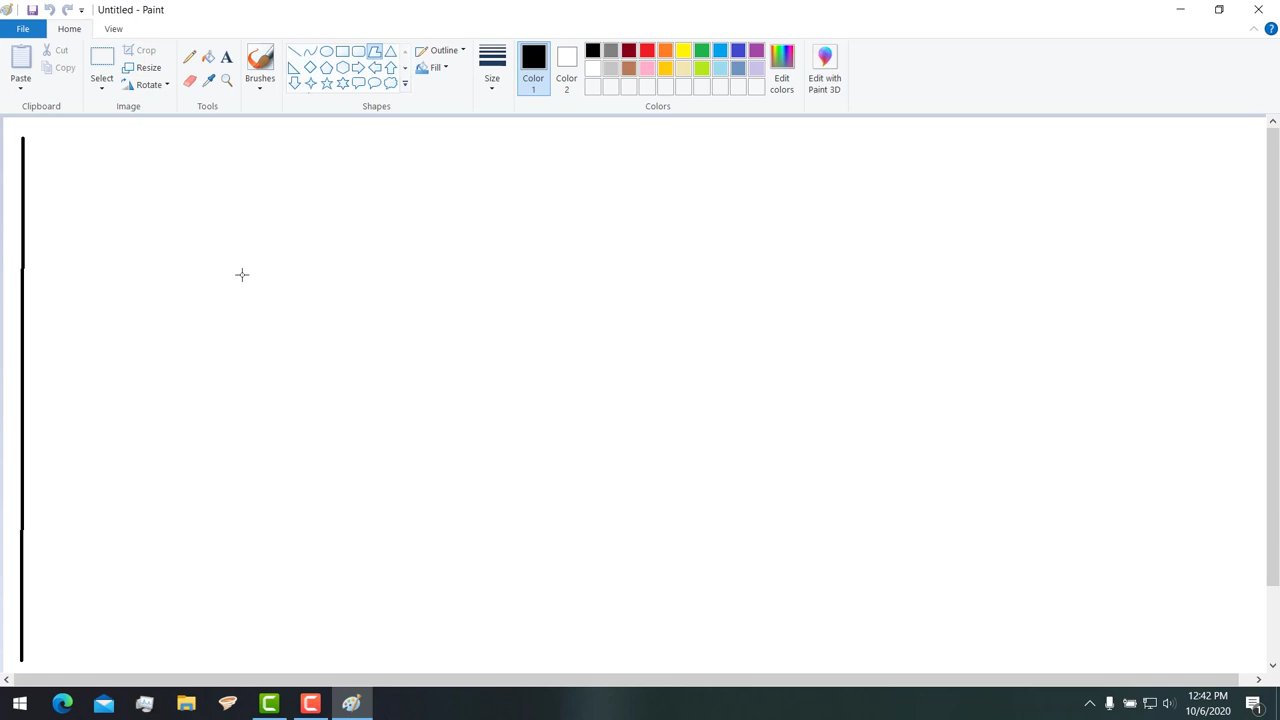 Untitled - Paint
File Home View
Paste
Cut
Copy
Clipboard
Select
Crop
Resize
Rotate
Image
Tools
Brushes
Outline
Fill
Shapes
Size
Color 1
Color 2
Edit colors
Colors
Edit with Paint 3D
12:42 PM
10/6/2020